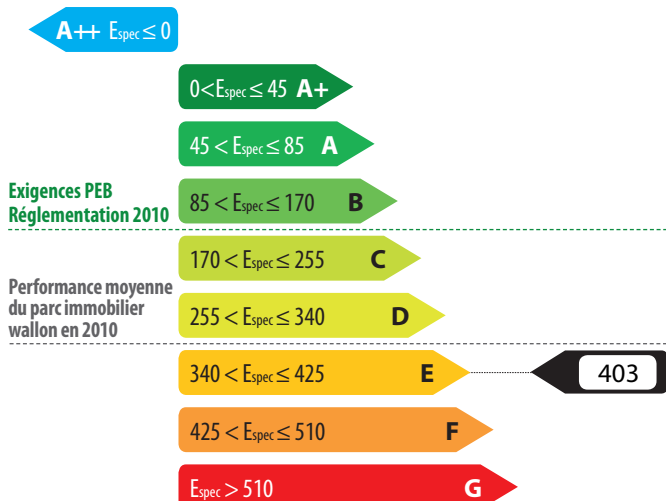 A++ Espec ≤ 0
0<Espec ≤ 45 A+
45 < Espec ≤ 85 A
Exigences PEB
Réglementation 2010
85 < Espec ≤ 170 B
170 < Espec ≤ 255 C
Performance moyenne
du parc immobilier
wallon en 2010
255 < Espec ≤ 340 D
340 < Espec ≤ 425 E
403
425 < Espec ≤ 510 F
Espec > 510 G